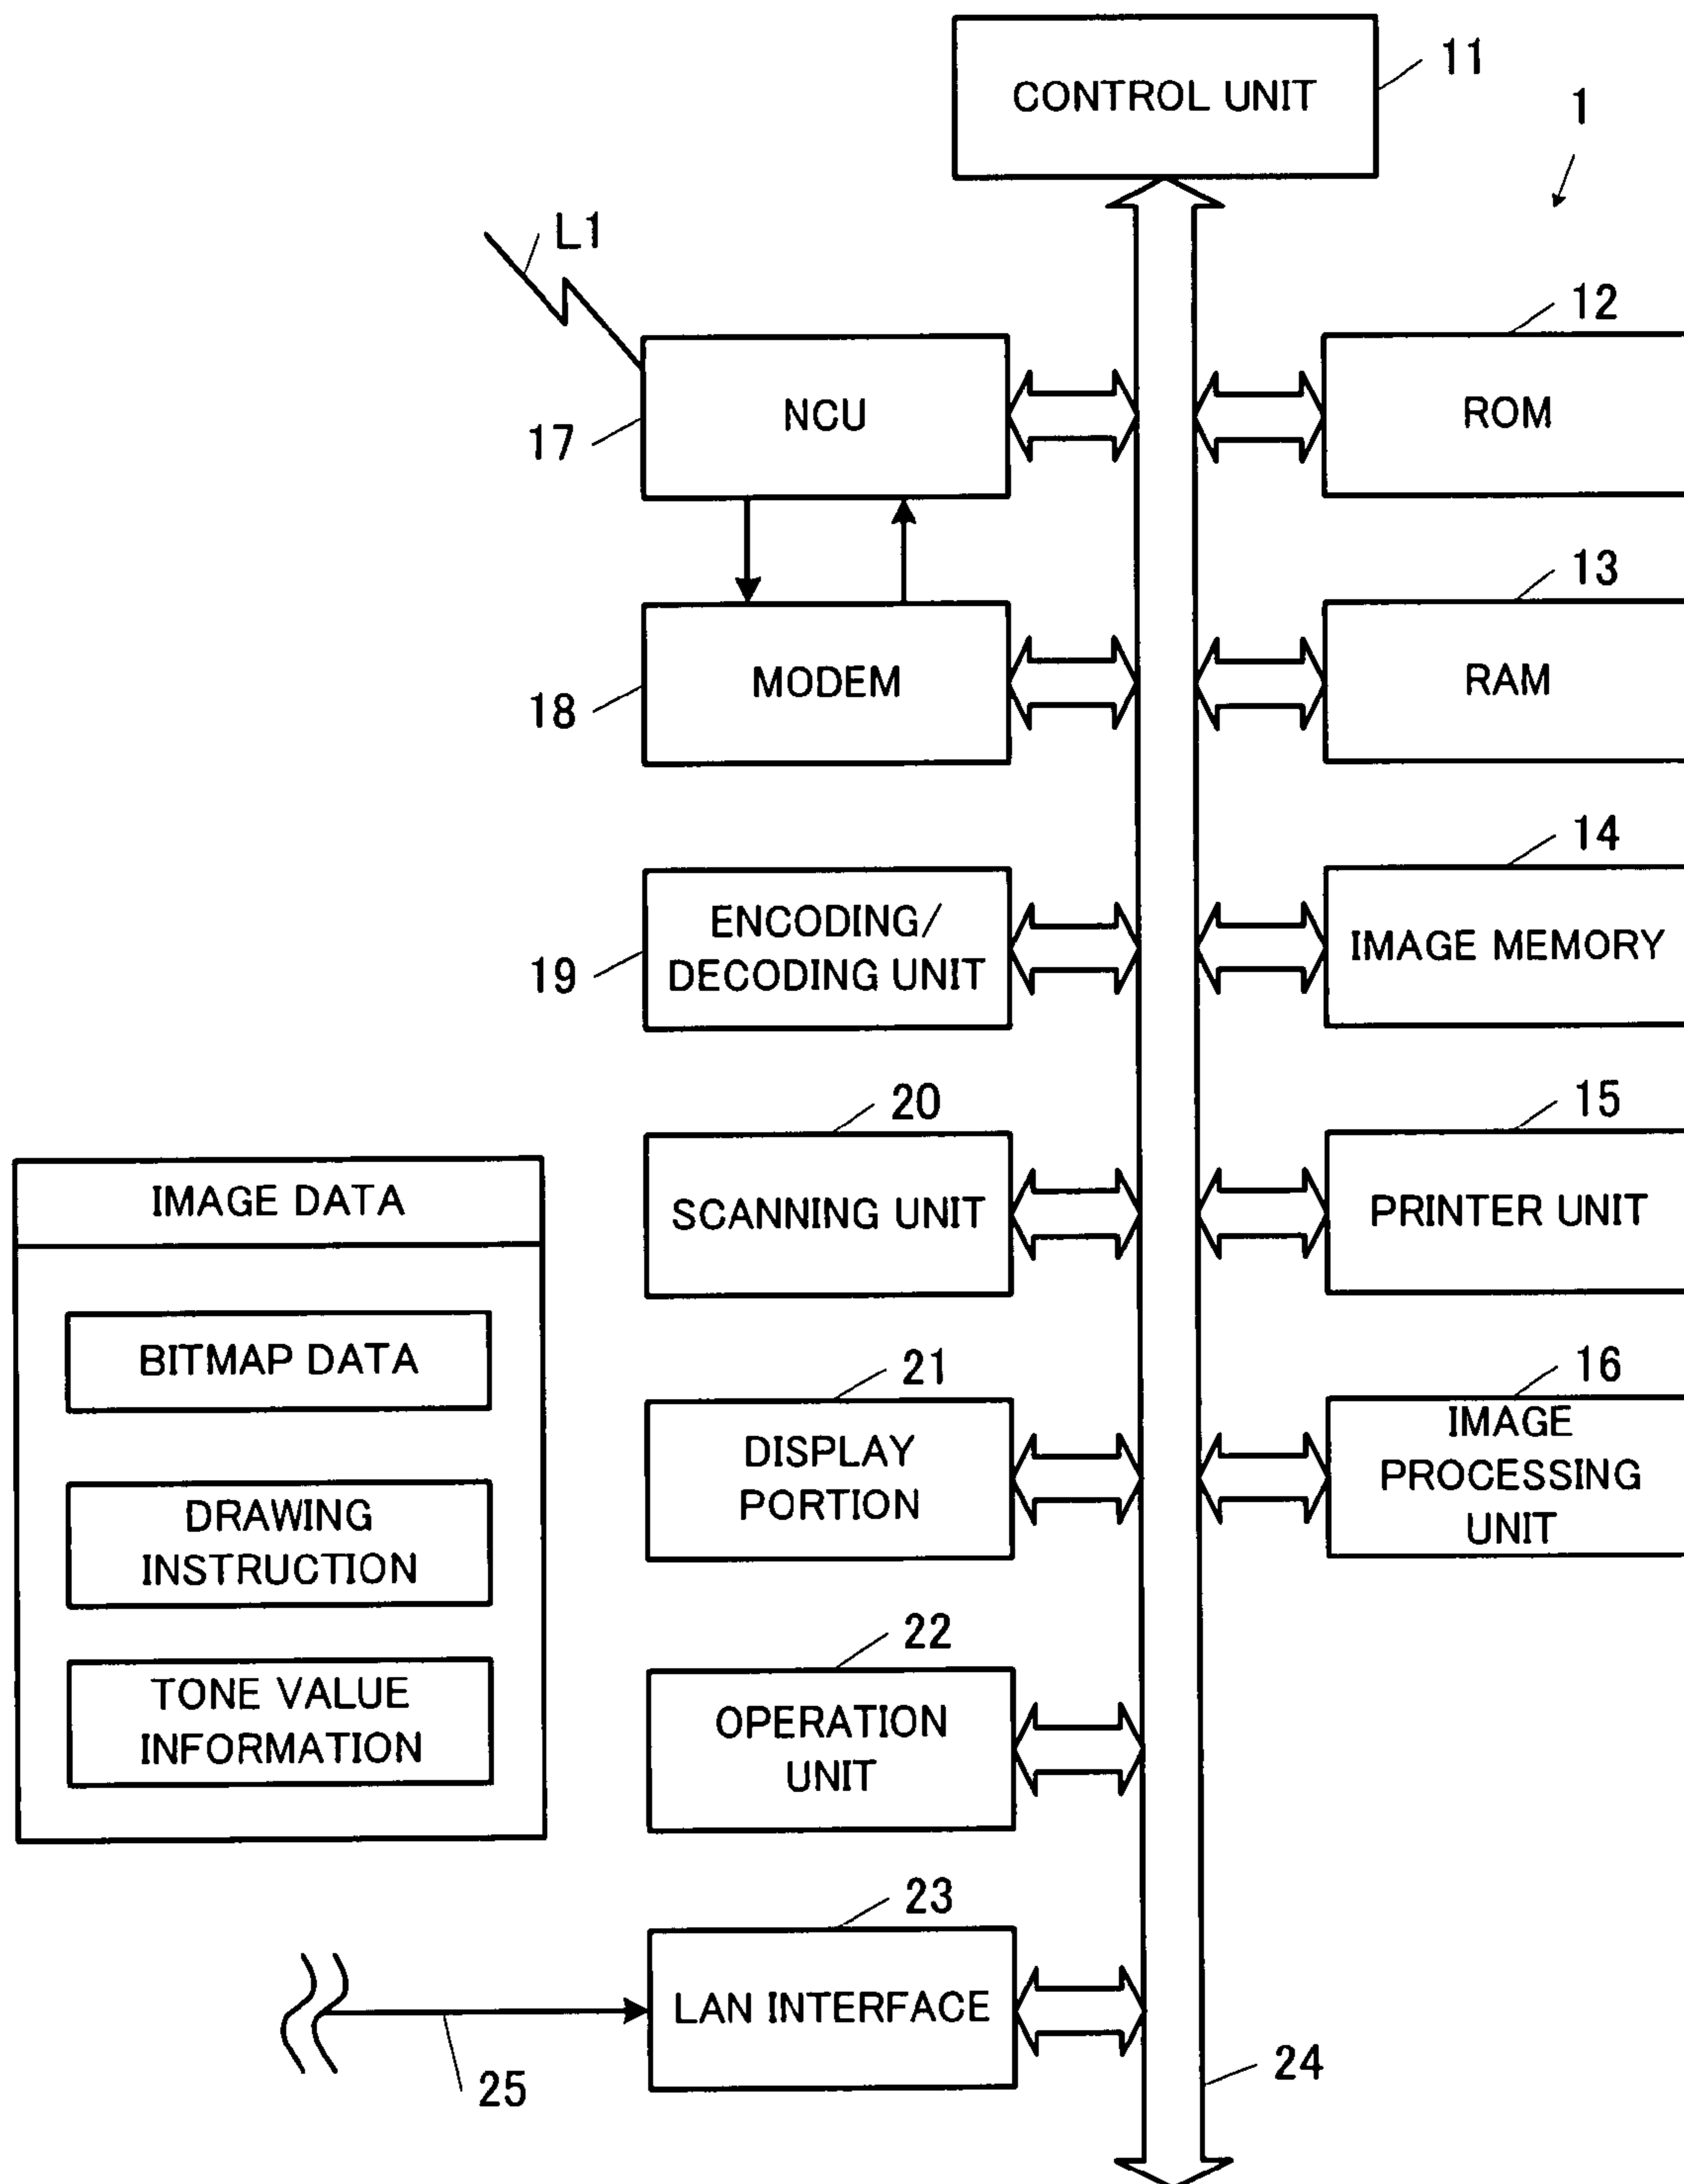 CONTROL UNIT
11
1
L1
12
NCU
ROM
17
13
MODEM
RAM
18
14
ENCODING/
DECODING UNIT
IMAGE MEMORY
19
20
15
IMAGE DATA
SCANNING UNIT
PRINTER UNIT
BITMAP DATA
21
16
DISPLAY
PORTION
IMAGE
PROCESSING
UNIT
DRAWING
INSTRUCTION
22
TONE VALUE
INFORMATION
OPERATION
UNIT
23
LAN INTERFACE
25
24